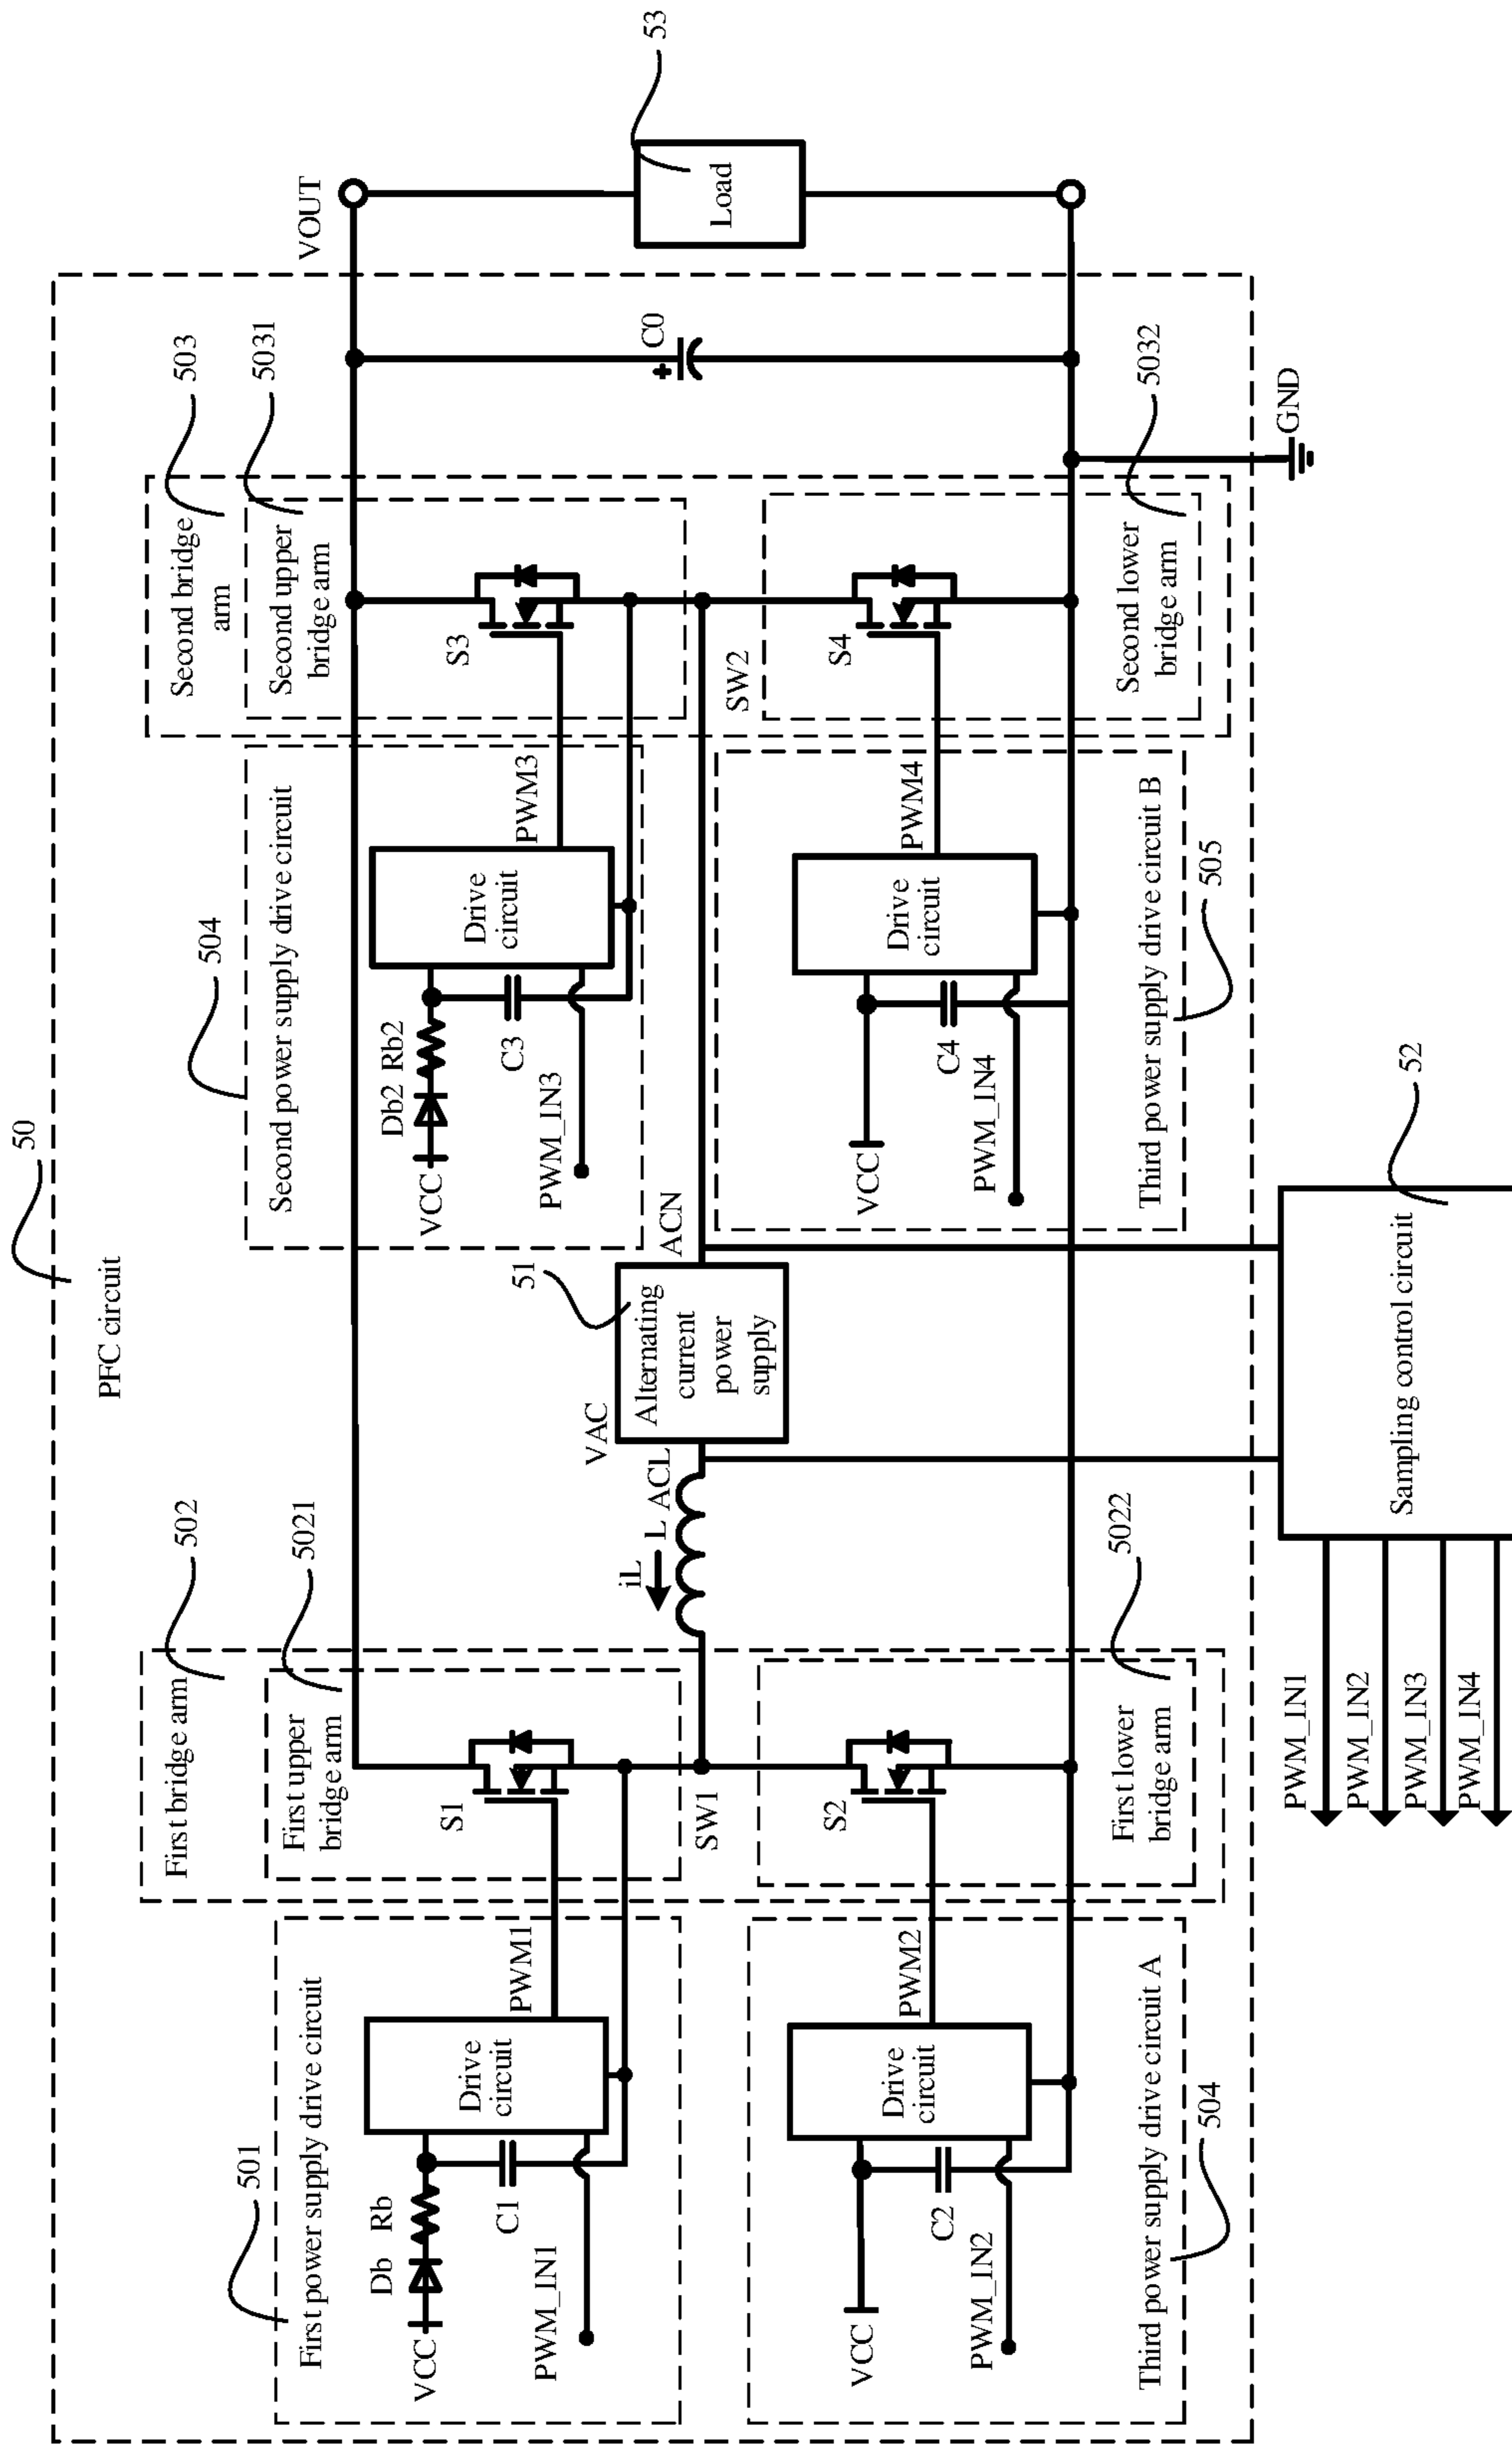 50
PFC circuit
501
First power supply drive circuit
VCC
Db
Rb
C1
PWM_IN1
Drive
circuit
PWM1
502
First bridge arm
5021
First upper
bridge arm
S1
SW1
iL
L
ACL
VAC
51
Alternating
current
power
supply
ACN
504
Second power supply drive circuit
VCC
Db2
Rb2
C3
PWM_IN3
Drive
circuit
PWM3
503
Second bridge
arm
5031
Second upper
bridge arm
S3
SW2
VOUT
+
C0
53
Load
VCC
C2
PWM_IN2
Drive
circuit
PWM2
Third power supply drive circuit A
504
S2
First lower
bridge arm
5022
VCC
C4
PWM_IN4
Drive
circuit
PWM4
Third power supply drive circuit B
505
S4
Second lower
bridge arm
5032
GND
PWM_IN1
PWM_IN2
PWM_IN3
PWM_IN4
Sampling control circuit
52